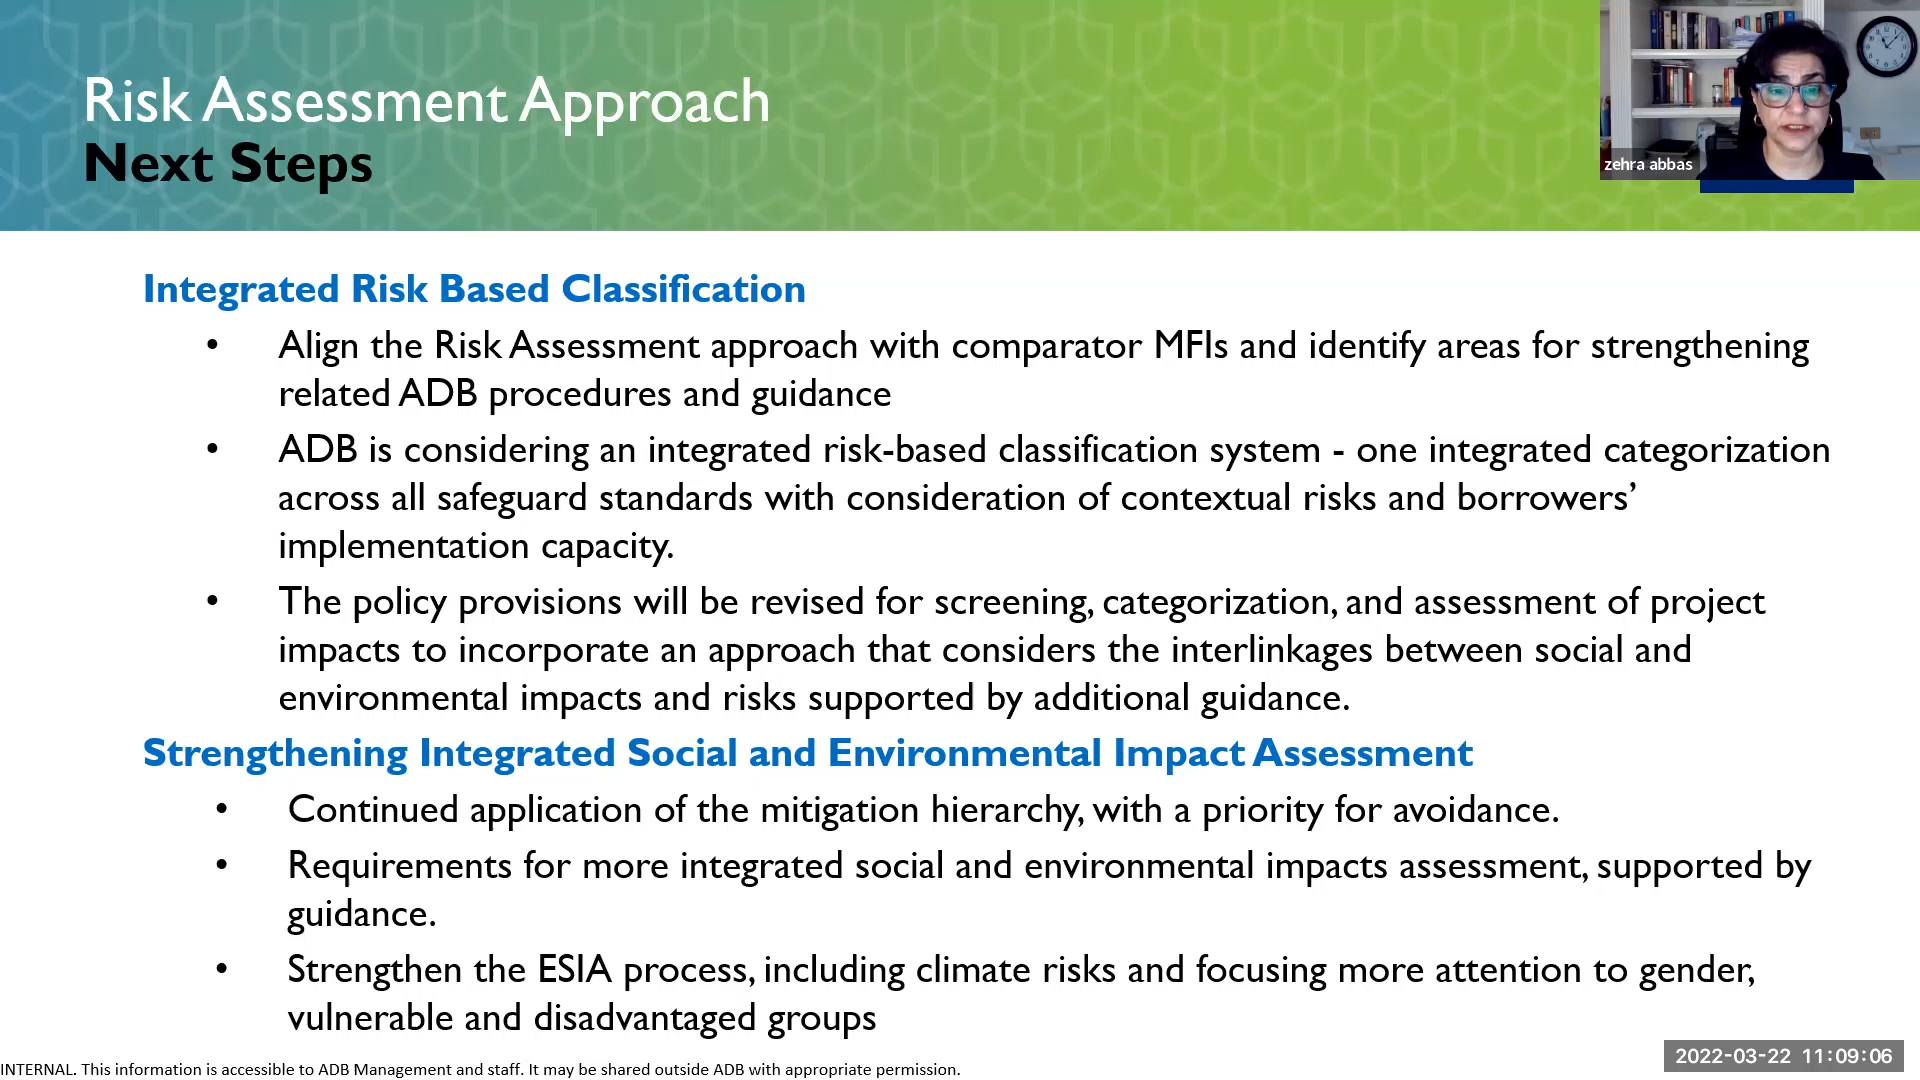 Risk Assessment Approach
Next Steps
zehra abbas
Integrated Risk Based Classification
• Align the Risk Assessment approach with comparator MFIs and identify areas for strengthening
related ADB procedures and guidance
• ADB is considering an integrated risk-based classification system - one integrated categorization
across all safeguard standards with consideration of contextual risks and borrowers’
implementation capacity.
• The policy provisions will be revised for screening, categorization, and assessment of project
impacts to incorporate an approach that considers the interlinkages between social and
environmental impacts and risks supported by additional guidance.
Strengthening Integrated Social and Environmental Impact Assessment
• Continued application of the mitigation hierarchy, with a priority for avoidance.
• Requirements for more integrated social and environmental impacts assessment, supported by
guidance.
• Strengthen the ESIA process, including climate risks and focusing more attention to gender,
vulnerable and disadvantaged groups
INTERNAL. This information is accessible to ADB Management and staff. It may be shared outside ADB with appropriate permission.
2022-03-22 11:09:06